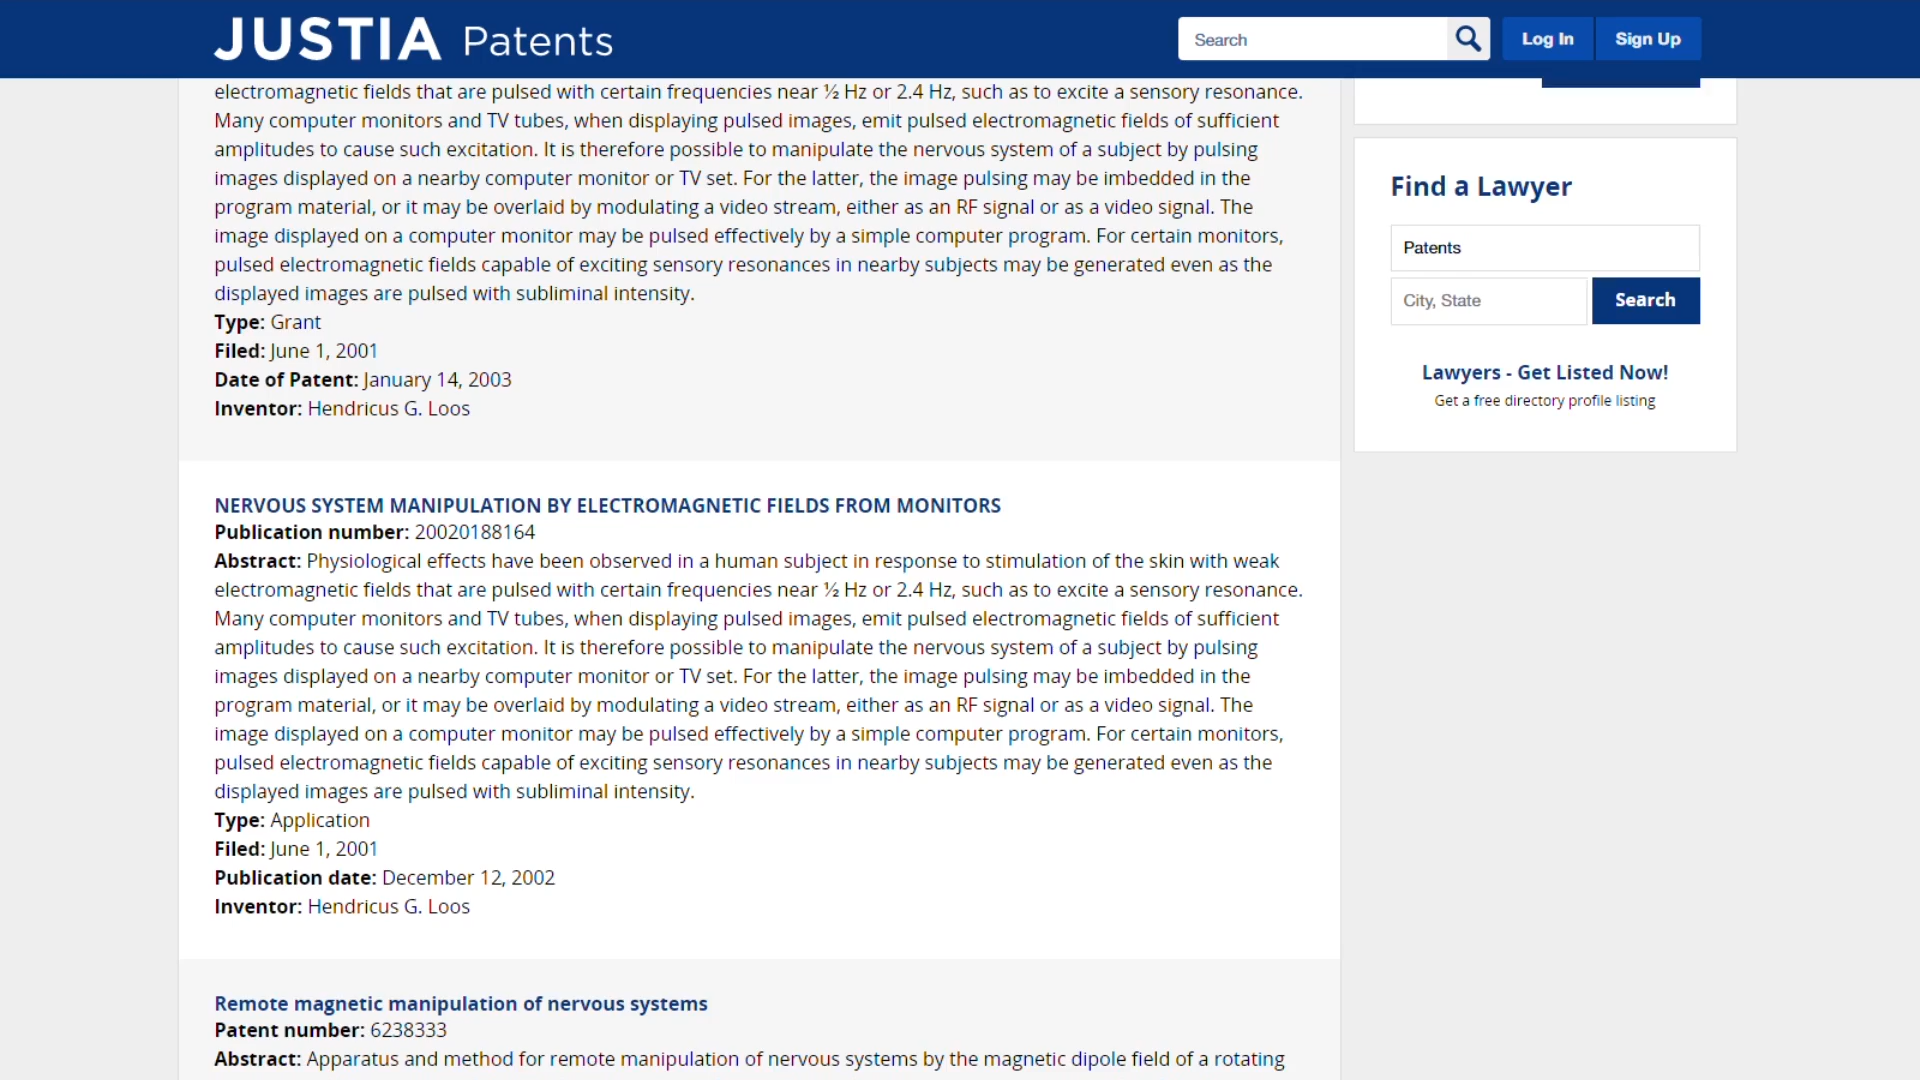 JUSTIA Patents
Search
Log In
Sign Up
electromagnetic fields that are pulsed with certain frequencies near ½ Hz or 2.4 Hz, such as to excite a sensory resonance.
Many computer monitors and TV tubes, when displaying pulsed images, emit pulsed electromagnetic fields of sufficient
amplitudes to cause such excitation. It is therefore possible to manipulate the nervous system of a subject by pulsing
images displayed on a nearby computer monitor or TV set. For the latter, the image pulsing may be imbedded in the
program material, or it may be overlaid by modulating a video stream, either as an RF signal or as a video signal. The
image displayed on a computer monitor may be pulsed effectively by a simple computer program. For certain monitors,
pulsed electromagnetic fields capable of exciting sensory resonances in nearby subjects may be generated even as the
displayed images are pulsed with subliminal intensity.
Type: Grant
Filed: June 1, 2001
Date of Patent: January 14, 2003
Inventor: Hendricus G. Loos
NERVOUS SYSTEM MANIPULATION BY ELECTROMAGNETIC FIELDS FROM MONITORS
Publication number: 20020188164
Abstract: Physiological effects have been observed in a human subject in response to stimulation of the skin with weak
electromagnetic fields that are pulsed with certain frequencies near ½ Hz or 2.4 Hz, such as to excite a sensory resonance.
Many computer monitors and TV tubes, when displaying pulsed images, emit pulsed electromagnetic fields of sufficient
amplitudes to cause such excitation. It is therefore possible to manipulate the nervous system of a subject by pulsing
images displayed on a nearby computer monitor or TV set. For the latter, the image pulsing may be imbedded in the
program material, or it may be overlaid by modulating a video stream, either as an RF signal or as a video signal. The
image displayed on a computer monitor may be pulsed effectively by a simple computer program. For certain monitors,
pulsed electromagnetic fields capable of exciting sensory resonances in nearby subjects may be generated even as the
displayed images are pulsed with subliminal intensity.
Type: Application
Filed: June 1, 2001
Publication date: December 12, 2002
Inventor: Hendricus G. Loos
Remote magnetic manipulation of nervous systems
Patent number: 6238333
Abstract: Apparatus and method for remote manipulation of nervous systems by the magnetic dipole field of a rotating
Find a Lawyer
Patents
City, State
Search
Lawyers - Get Listed Now!
Get a free directory profile listing